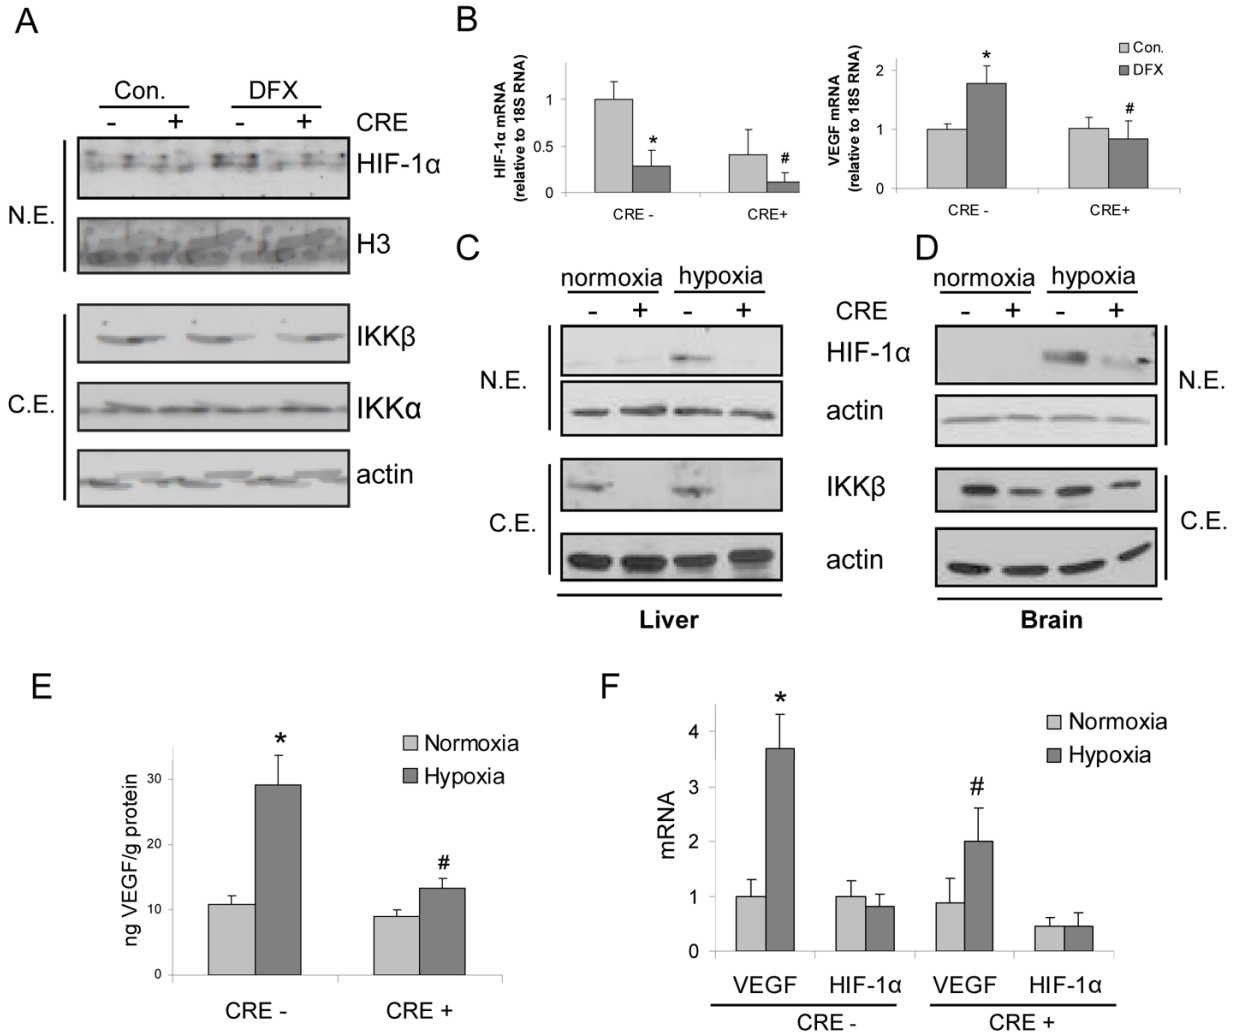 A
Con. DFX
- + - + CRE
N.E.
HIF-1α
H3
C.E.
IKKβ
IKKα
actin
B
HIF-1α mRNA
(relative to 18S RNA)
1
0.5
0
*
#
CRE - CRE+
VEGF mRNA
(relative to 18S RNA)
2
1
0
*
#
CRE - CRE+
Con.
DFX
C
normoxia hypoxia
- + - + CRE
N.E.
HIF-1α
actin
C.E.
IKKβ
actin
Liver
D
normoxia hypoxia
- + - +
N.E.
C.E.
Brain
E
ng VEGF/g protein
30
20
10
0
*
#
CRE - CRE +
Normoxia
Hypoxia
F
mRNA
4
3
2
1
0
*
#
Normoxia
Hypoxia
VEGF HIF-1α VEGF HIF-1α
CRE - CRE +